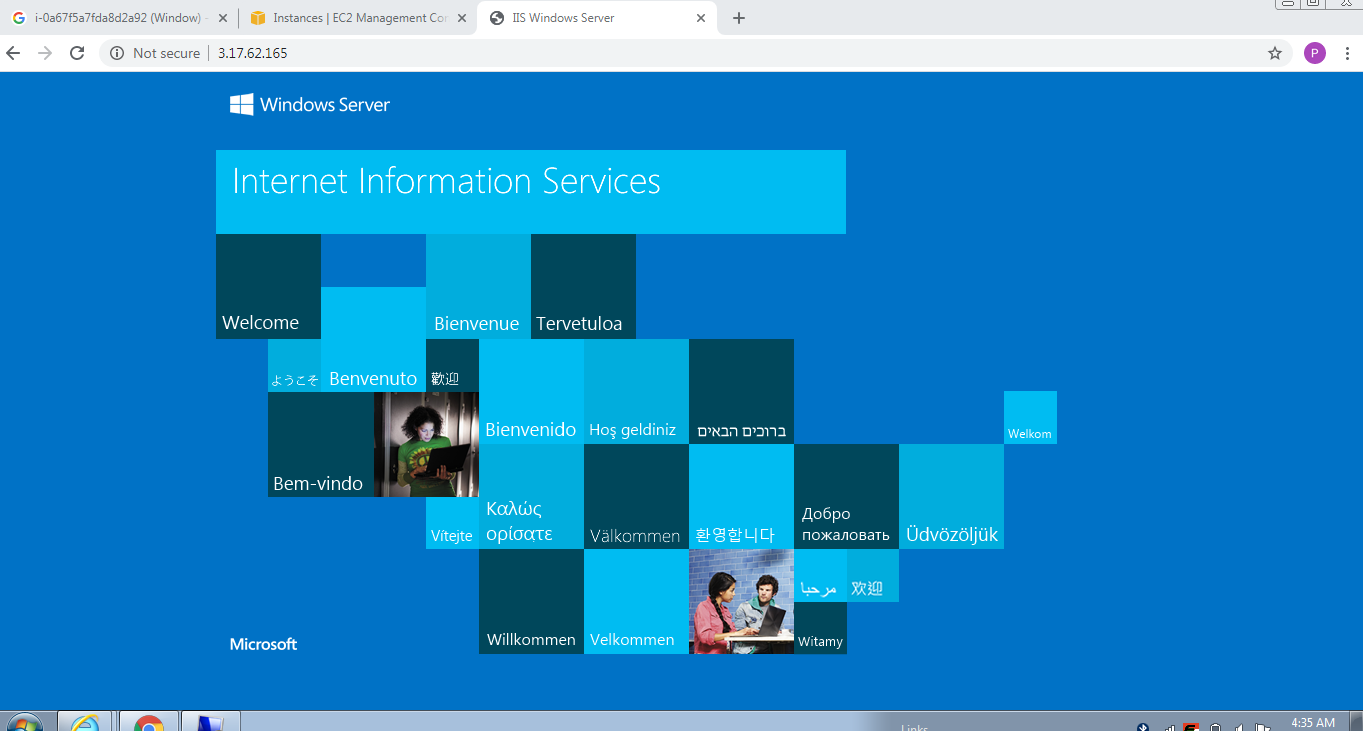 i-0a67f5a7fda8d2a92 (Window)
Instances | EC2 Management Co
IIS Windows Server
Not secure
3.17.62.165
P
Windows Server
Internet Information Services
Welcome
Bienvenue
Tervetuloa
ようこそ
Benvenuto
歡迎
Bienvenido
Hoş geldiniz
ברוכים הבאים
Welkom
Bem-vindo
Vítejte
Καλώς
ορίσατε
Välkommen
환영합니다
Добро
пожаловать
Üdvözöljük
مرحبا
欢迎
Willkommen
Velkommen
Witamy
Microsoft
Links
4:35 AM